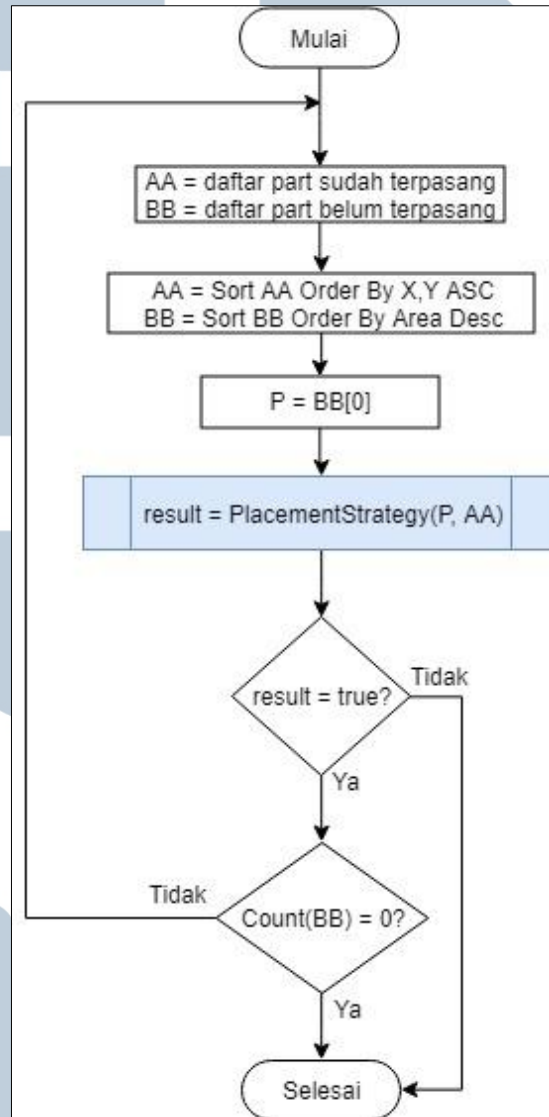 Mulai
AA = daftar part sudah terpasang
BB = daftar part belum terpasang
AA = Sort AA Order By X,Y ASC
BB = Sort BB Order By Area Desc
P = BB[0]
result = PlacementStrategy(P, AA)
result = true?
Tidak
Ya
Tidak
Count(BB) = 0?
Ya
Selesai